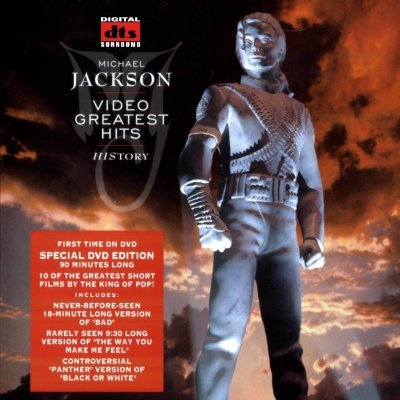 DIGITAL
dts
SURROUND
MICHAEL
JACKSON
VIDEO
GREATEST
HITS
HISTORY
FIRST TIME ON DVD
SPECIAL DVD EDITION
90 MINUTES LONG
10 OF THE GREATEST SHORT
FILMS BY THE KING OF POP!
INCLUDES:
NEVER-BEFORE-SEEN
18-MINUTE LONG VERSION
OF "BAD"
RARELY SEEN 9:30 LONG
VERSION OF "THE WAY YOU
MAKE ME FEEL"
CONTROVERSIAL
"PANTHER" VERSION OF
"BLACK OR WHITE"